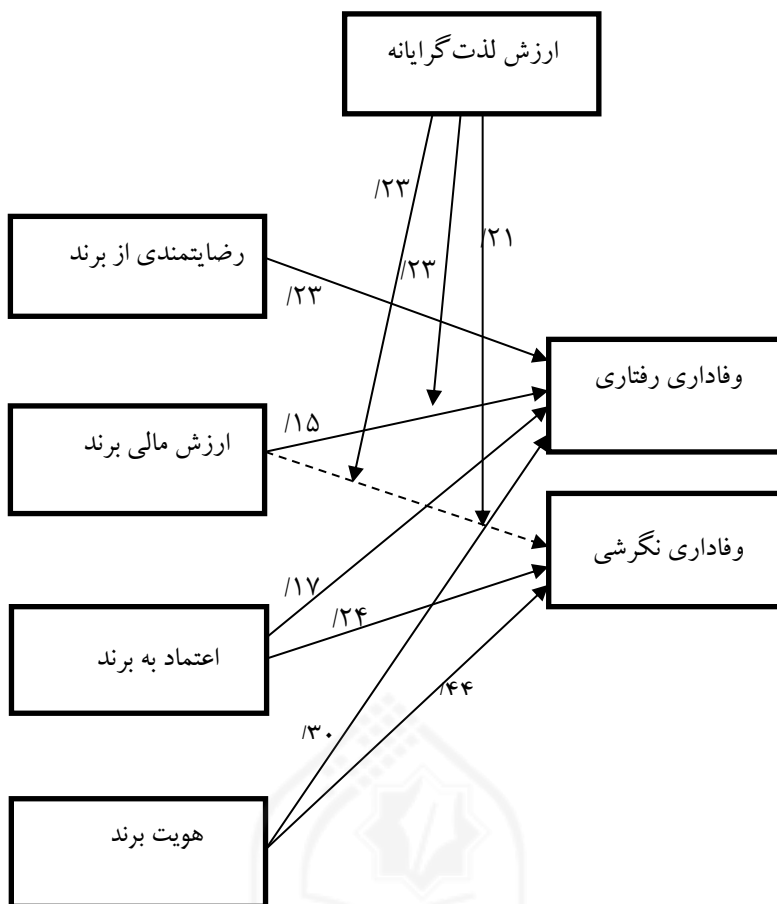 ارزش لذت‌گرایانه
/۲۳
/۲۱
/۲۳
رضایتمندی از برند
/۲۳
وفاداری رفتاری
ارزش مالی برند
/۱۵
وفاداری نگرشی
/۱۷
/۲۴
اعتماد به برند
/۴۴
/۳۰
هویت برند